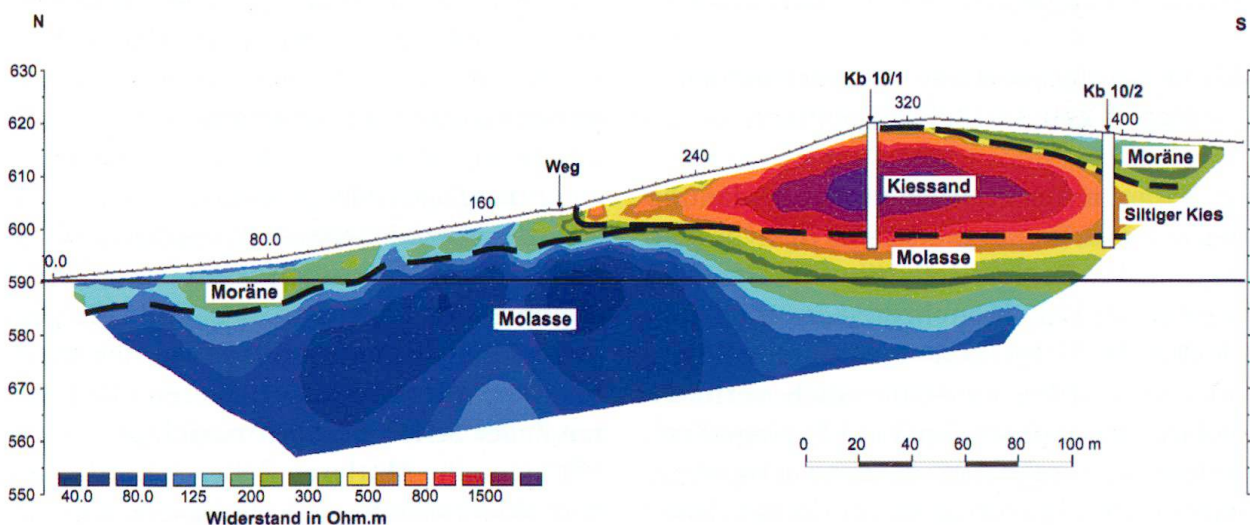 N
S
630
620
610
600
590
580
570
560
550
0.0
80.0
160
240
320
400
Weg
Kb 10/1
Kb 10/2
Moräne
Kiessand
Siltiger Kies
Molasse
Moräne
Molasse
0 20 40 60 80 100 m
40.0 80.0 125 200 300 500 800 1500
Widerstand in Ohm.m